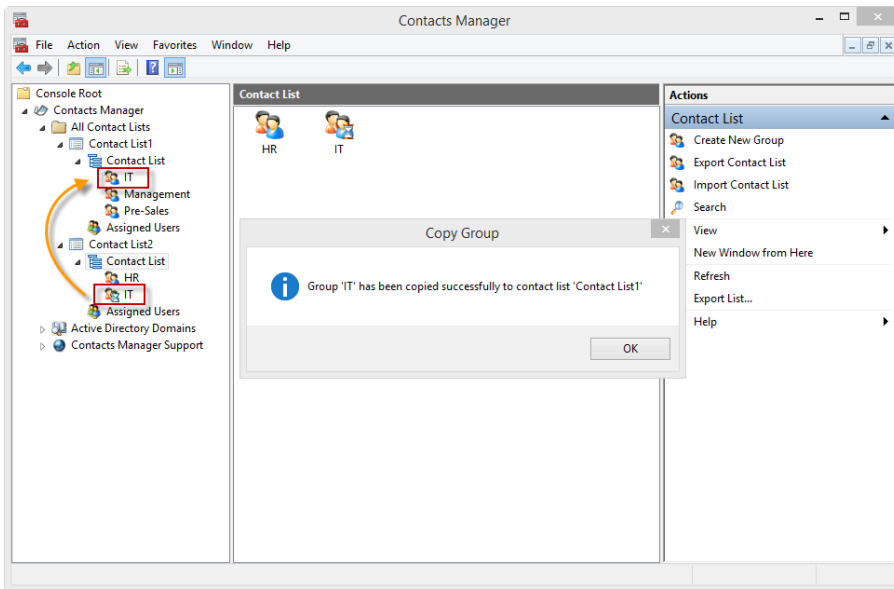 Contacts Manager
File Action View Favorites Window Help
Console Root
Contacts Manager
All Contact Lists
Contact List1
Contact List
IT
Management
Pre-Sales
Assigned Users
Contact List2
Contact List
HR
IT
Assigned Users
Active Directory Domains
Contacts Manager Support
Contact List
HR IT
Copy Group
Group 'IT' has been copied successfully to contact list 'Contact List1'
OK
Actions
Contact List
Create New Group
Export Contact List
Import Contact List
Search
View
New Window from Here
Refresh
Export List...
Help